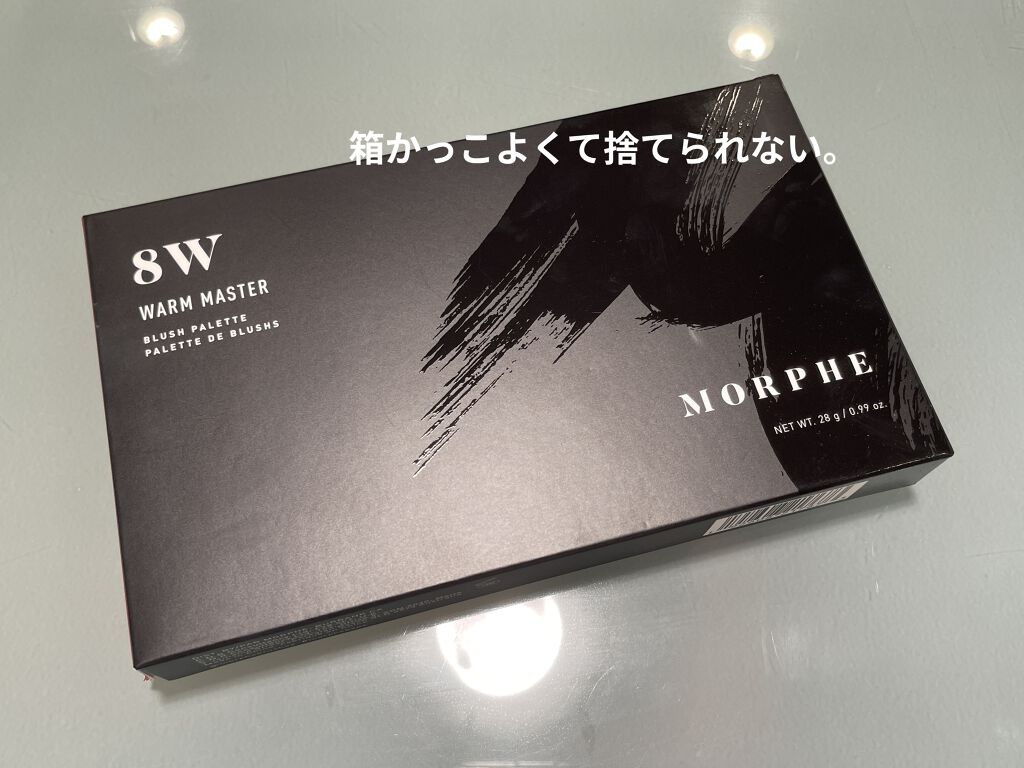 箱かっこよくて捨てられない。
8W
WARM MASTER
BLUSH PALETTE
PALETTE DE BLUSHS
MORPHE
NET WT. 28 g / 0.99 oz.